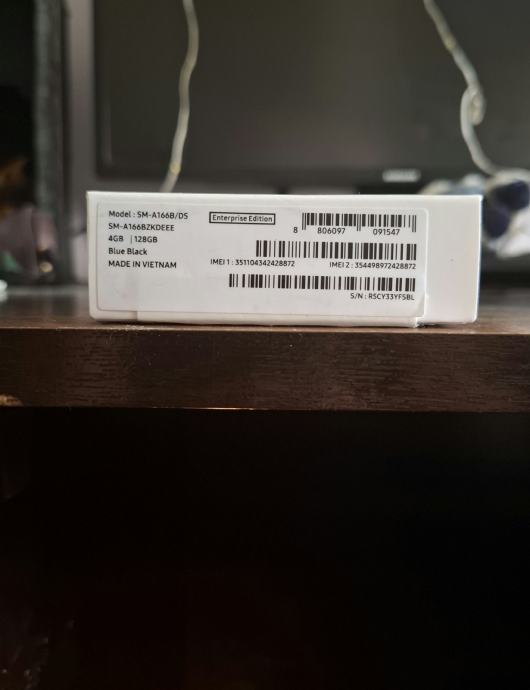 Model : SM-A166B/DS
SM-A166BZKDEEE
4GB | 128GB
Blue Black
MADE IN VIETNAM
Enterprise Edition
8 806097 091547
IMEI 1 : 351104342428872
IMEI 2 : 354498972428872
S/N : R5CY33YF5BL